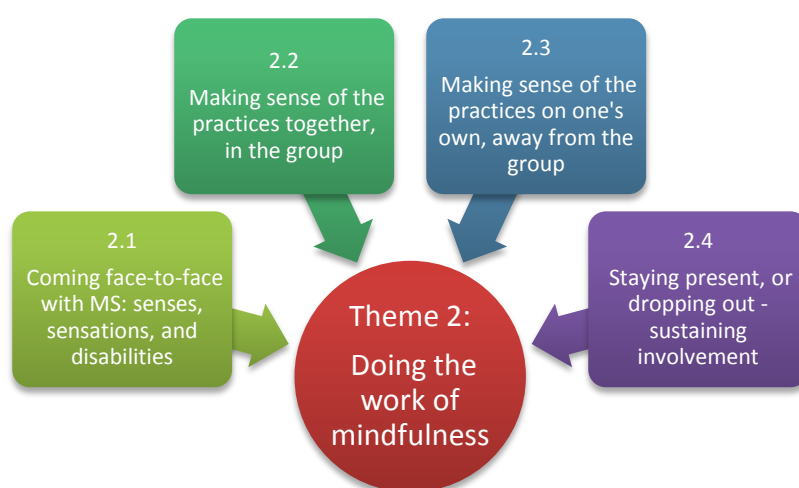 2.1
Coming face-to-face
with MS: senses,
sensations, and
disabilities
2.2
Making sense of the
practices together,
in the group
2.3
Making sense of the
practices on one's
own, away from the
group
2.4
Staying present, or
dropping out -
sustaining
involvement
Theme 2:
Doing the
work of
mindfulness